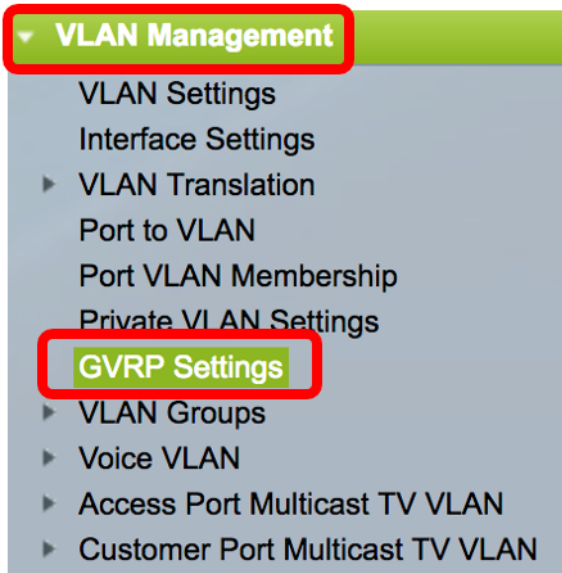 VLAN Management
VLAN Settings
Interface Settings
VLAN Translation
Port to VLAN
Port VLAN Membership
Private VLAN Settings
GVRP Settings
VLAN Groups
Voice VLAN
Access Port Multicast TV VLAN
Customer Port Multicast TV VLAN